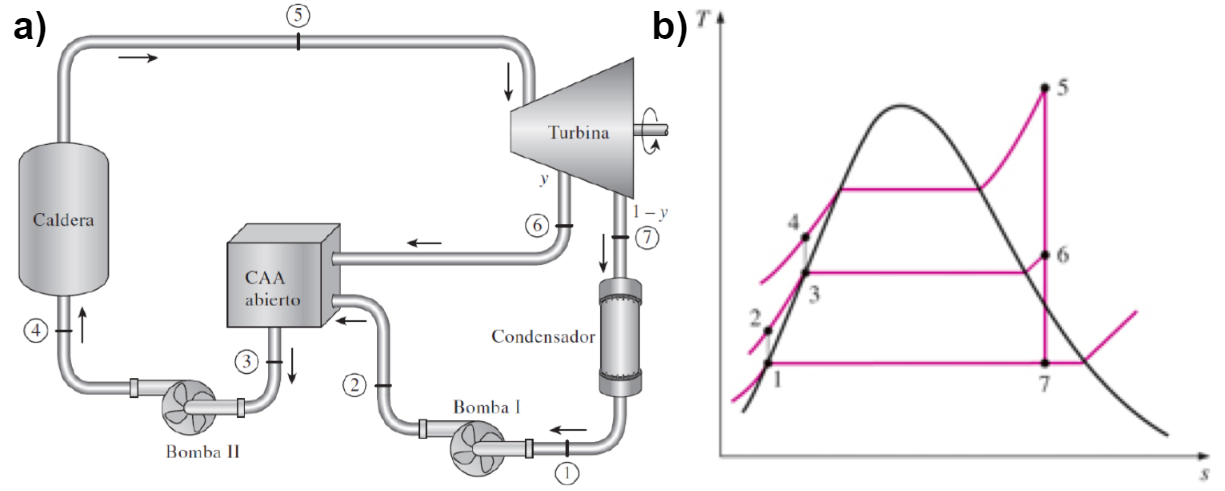 a)
5
Turbina
y
Caldera
6
1 – y
7
CAA
abierto
4
Condensador
3
2
Bomba I
Bomba II
1
b)
T
5
4
6
3
2
1
7
s